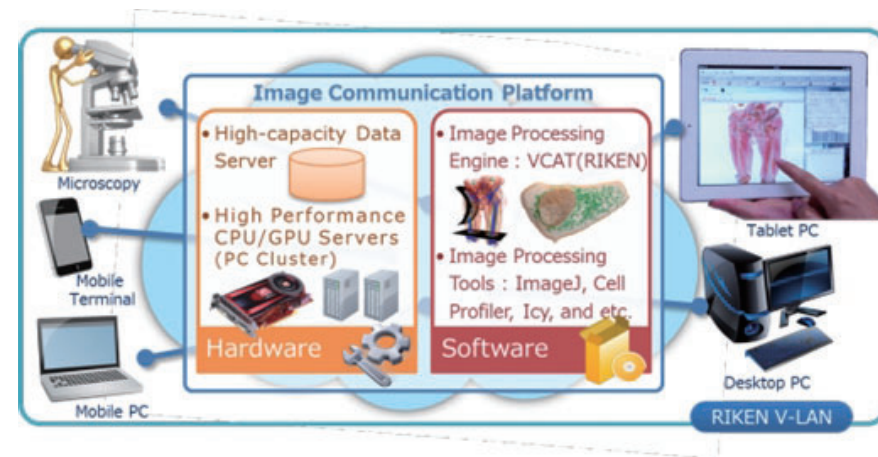 Image Communication Platform
• High-capacity Data
Server
• High Performance
CPU/GPU Servers
(PC Cluster)
Hardware
• Image Processing
Engine : VCAT(RIKEN)
• Image Processing
Tools : ImageJ, Cell
Profiler, Icy, and etc.
Software
Microscopy
Mobile
Terminal
Mobile PC
Tablet PC
Desktop PC
RIKEN V-LAN